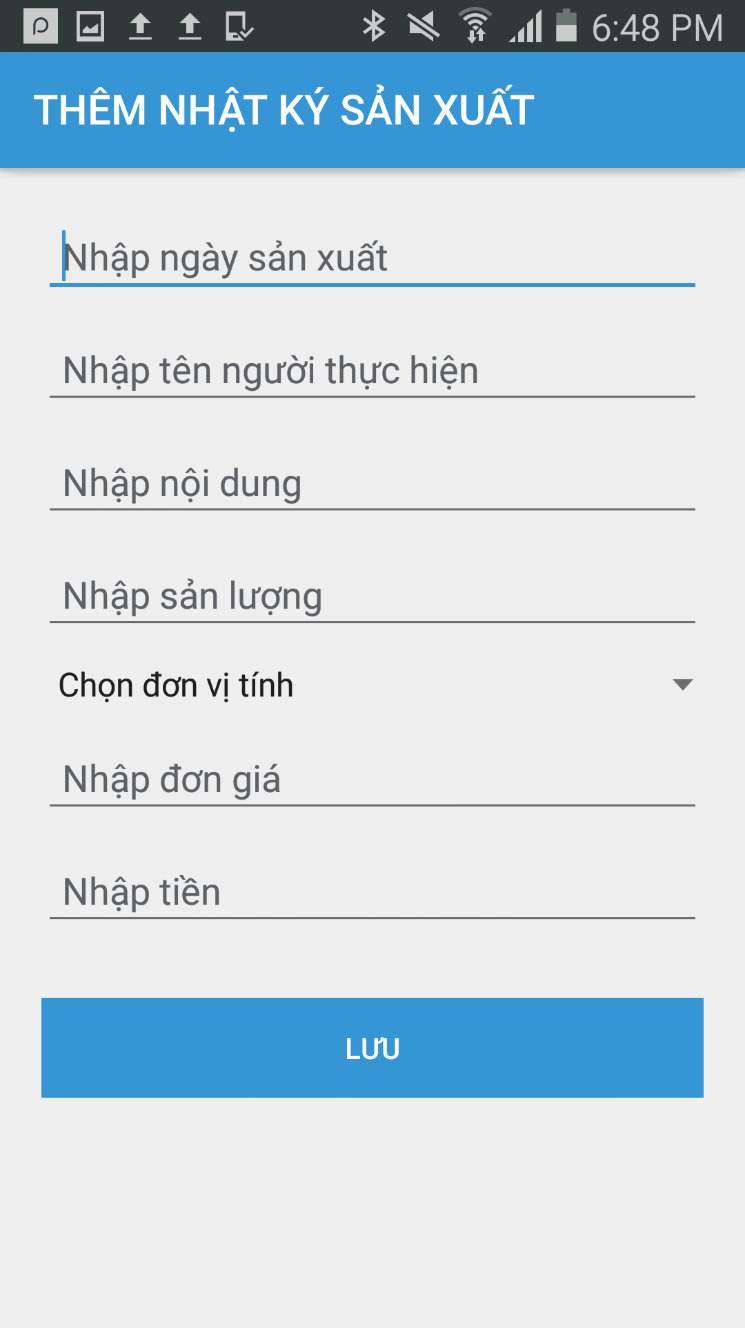 6:48 PM
THÊM NHẬT KÝ SẢN XUẤT
Nhập ngày sản xuất
Nhập tên người thực hiện
Nhập nội dung
Nhập sản lượng
Chọn đơn vị tính
Nhập đơn giá
Nhập tiền
LƯU